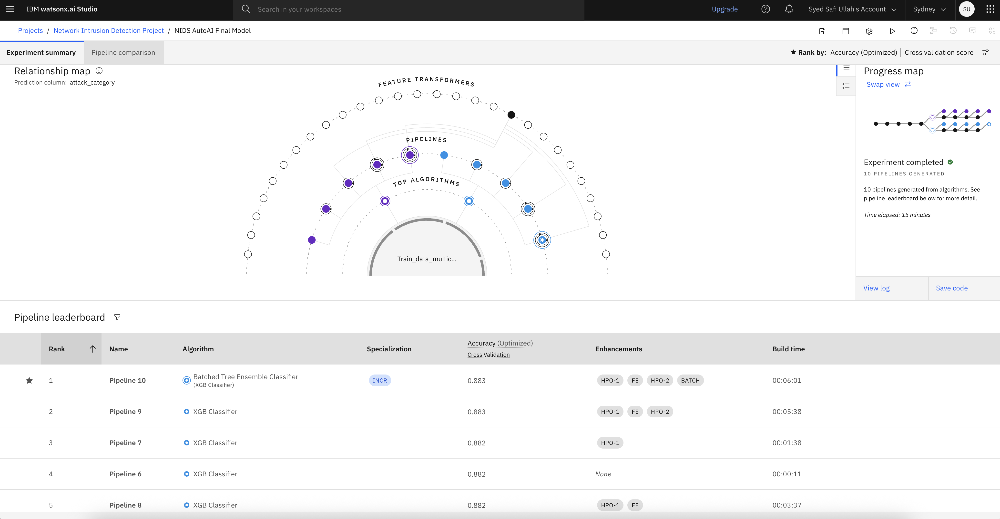 IBM watsonx.ai Studio
Search in your workspaces
Upgrade
Syed Safi Ullah's Account
Sydney
SU
Projects / Network Intrusion Detection Project / NIDS AutoAI Final Model
Experiment summary
Pipeline comparison
Rank by: Accuracy (Optimized) | Cross validation score
Relationship map
Prediction column: attack_category
FEATURE TRANSFORMERS
PIPELINES
TOP ALGORITHMS
Train_data_multic...
Progress map
Swap view
Experiment completed
10 PIPELINES GENERATED
10 pipelines generated from algorithms. See
pipeline leaderboard below for more detail.
Time elapsed: 15 minutes
View log
Save code
Pipeline leaderboard
Rank Name Algorithm Specialization Accuracy (Optimized) Enhancements Build time
Cross Validation
1 Pipeline 10 Batched Tree Ensemble Classifier INCR 0.883 HPO-1 FE HPO-2 BATCH 00:06:01
(XGB Classifier)
2 Pipeline 9 XGB Classifier 0.883 HPO-1 FE HPO-2 00:05:38
3 Pipeline 7 XGB Classifier 0.882 HPO-1 00:01:38
4 Pipeline 6 XGB Classifier 0.882 None 00:00:11
5 Pipeline 8 XGB Classifier 0.882 HPO-1 FE 00:03:37